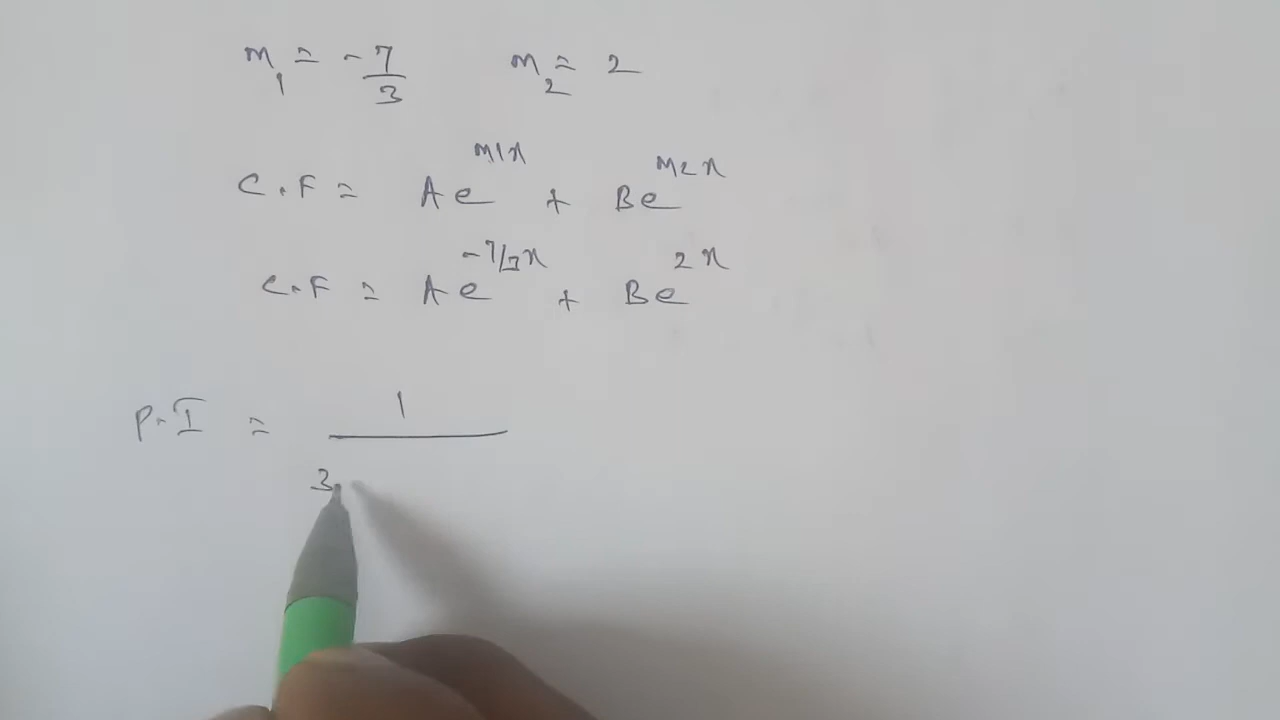 m₁ = -7/3 m₂ = 2
C.F = Ae^{m1x} + Be^{m2x}
C.F = Ae^{-7/3x} + Be^{2x}
P.I = 1/3